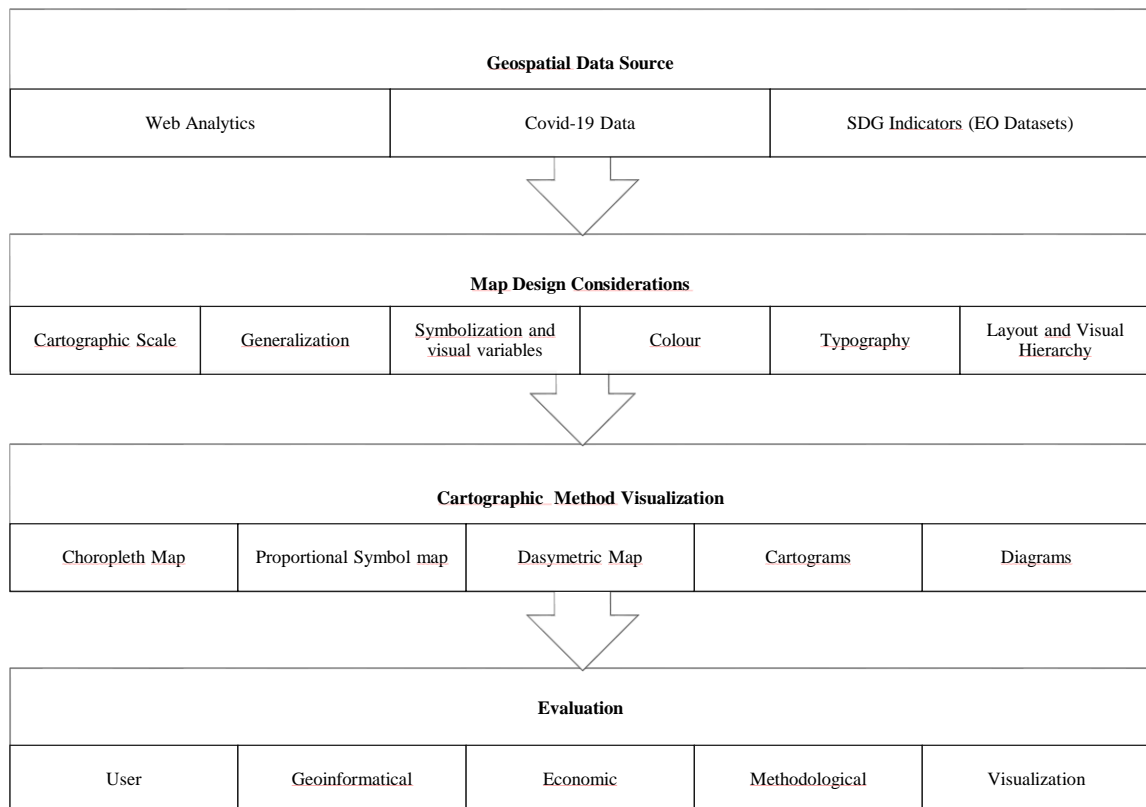 Geospatial Data Source
Web Analytics
Covid-19 Data
SDG Indicators (EO Datasets)
Map Design Considerations
Cartographic Scale
Generalization
Symbolization and
visual variables
Colour
Typography
Layout and Visual
Hierarchy
Cartographic Method Visualization
Choropleth Map
Proportional Symbol map
Dasymetric Map
Cartograms
Diagrams
Evaluation
User
Geoinformatical
Economic
Methodological
Visualization